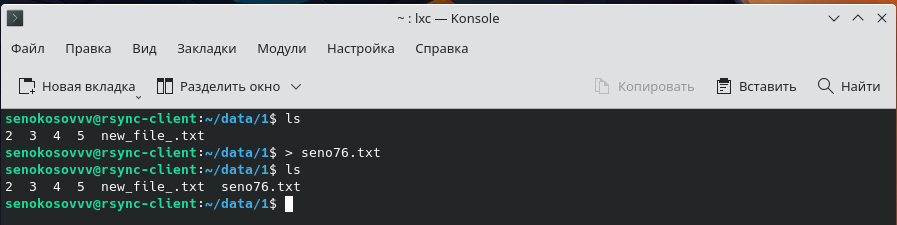 ~ : lxc — Konsole
Файл Правка Вид Закладки Модули Настройка Справка
Новая вкладка Разделить окно Копировать Вставить Найти
senokosovvv@rsync-client:~/data/1$ ls
2 3 4 5 new_file_.txt
senokosovvv@rsync-client:~/data/1$ > seno76.txt
senokosovvv@rsync-client:~/data/1$ ls
2 3 4 5 new_file_.txt seno76.txt
senokosovvv@rsync-client:~/data/1$